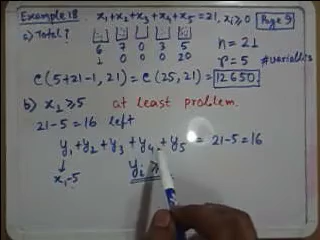 Example 18. x₁+x₂+x₃+x₄+x₅=21, xᵢ≥0 Page 9
a) Total?
6 7 0 3 5 n = 21
1 0 0 0 20 r = 5 #variables
C(5+21-1, 21) = C(25, 21) = 12650
b) x₁≥5 at least problem.
21-5=16 left
y₁+y₂+y₃+y₄+y₅ = 21-5=16
↓
x₁-5 yᵢ ≥